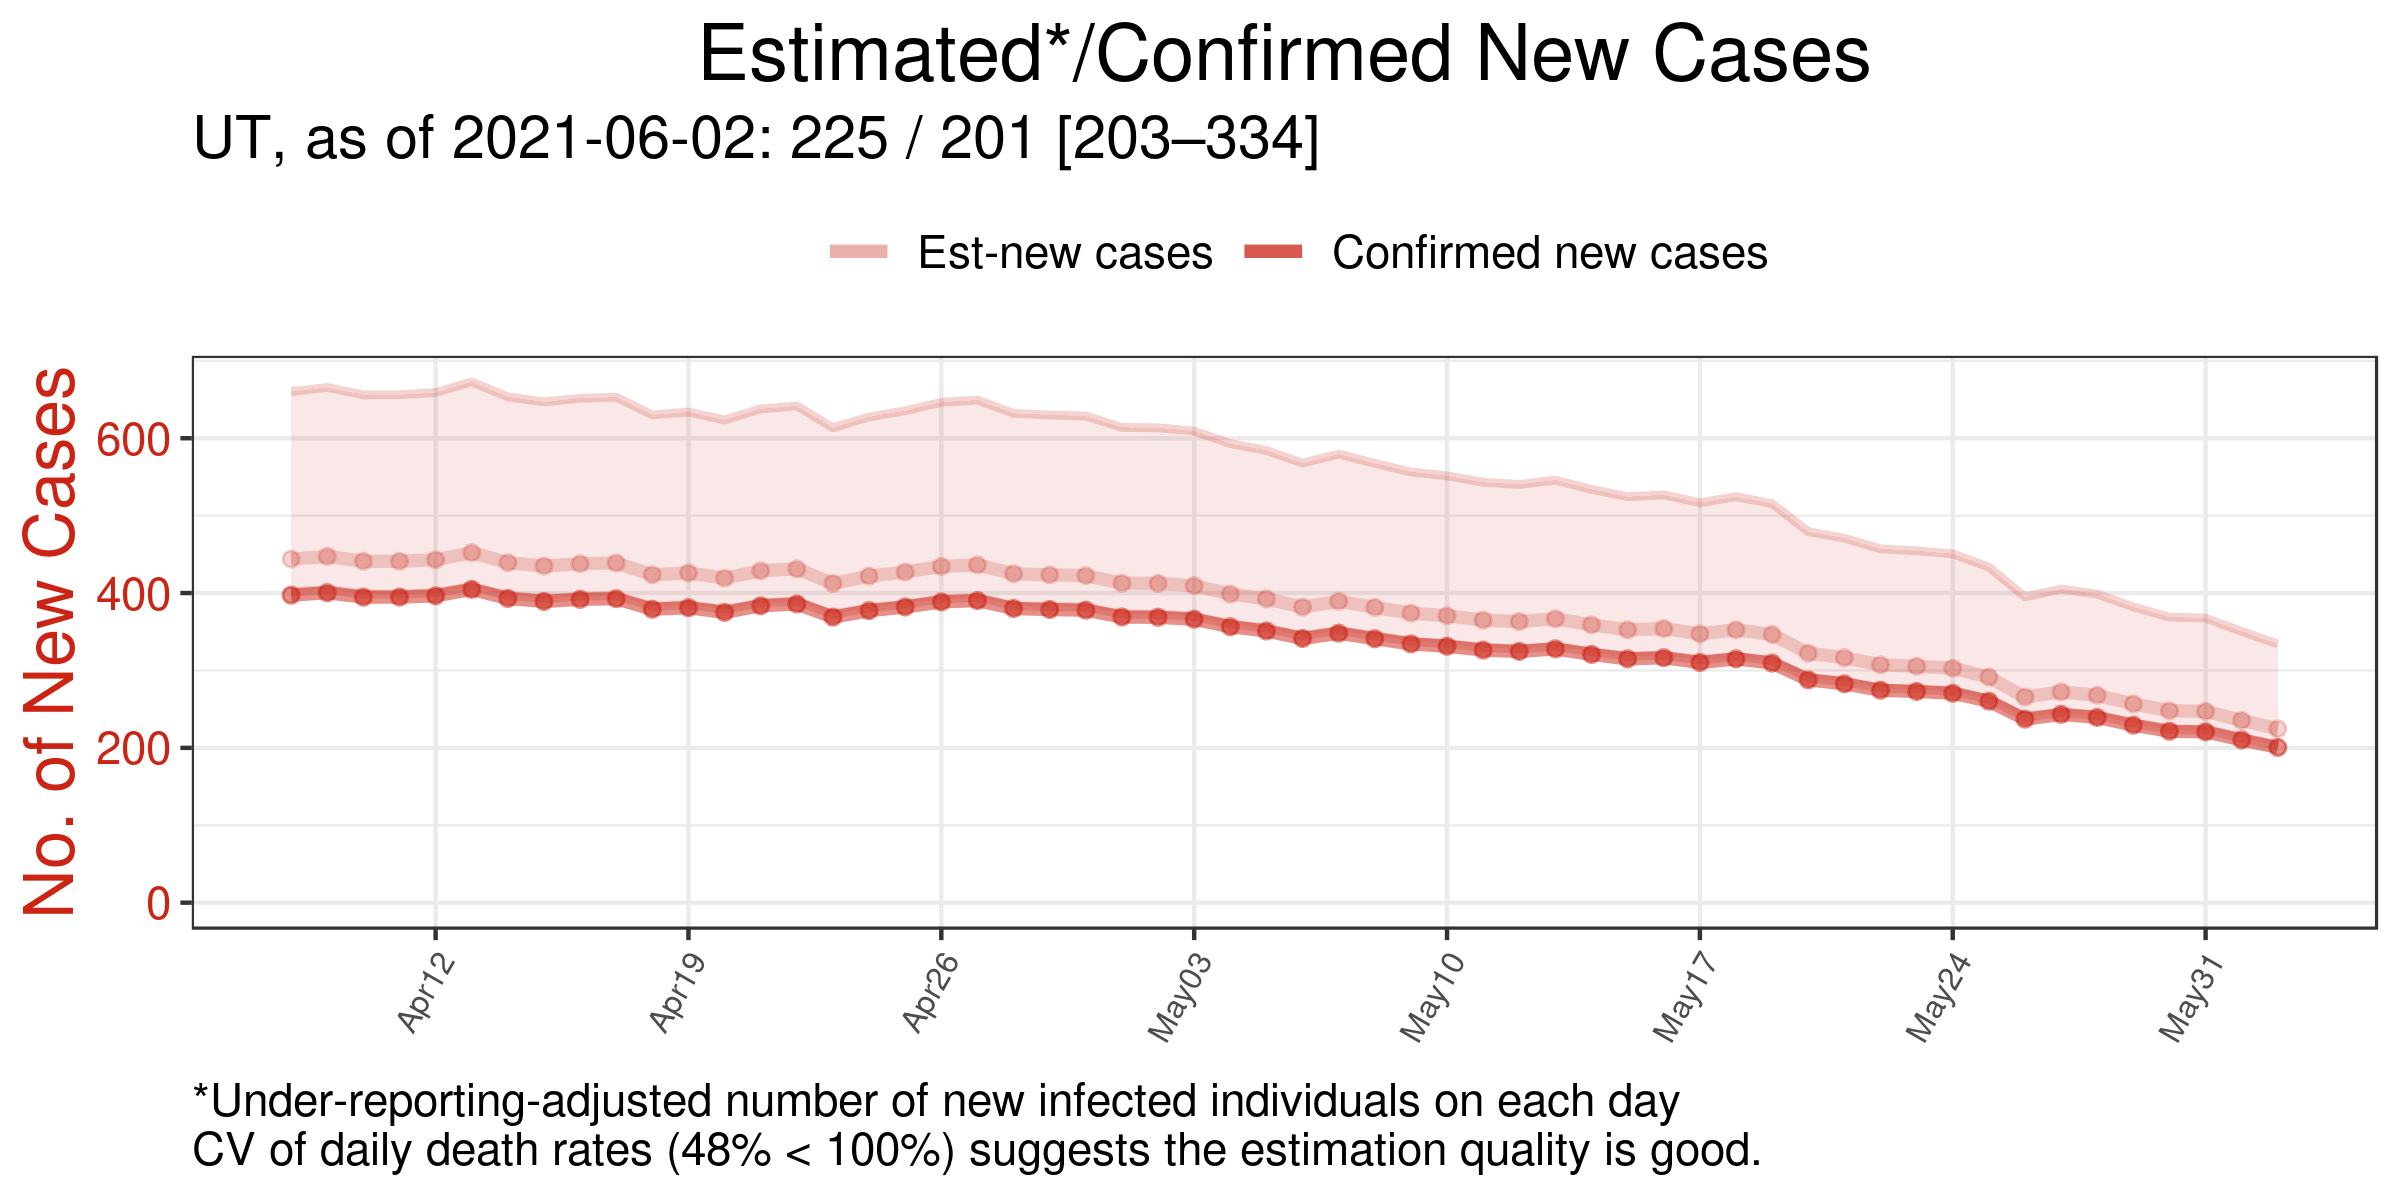 Estimated*/Confirmed New Cases
UT, as of 2021-06-02: 225 / 201 [203–334]
Est-new cases Confirmed new cases
No. of New Cases
600
400
200
0
Apr12 Apr19 Apr26 May03 May10 May17 May24 May31
*Under-reporting-adjusted number of new infected individuals on each day
CV of daily death rates (48% < 100%) suggests the estimation quality is good.